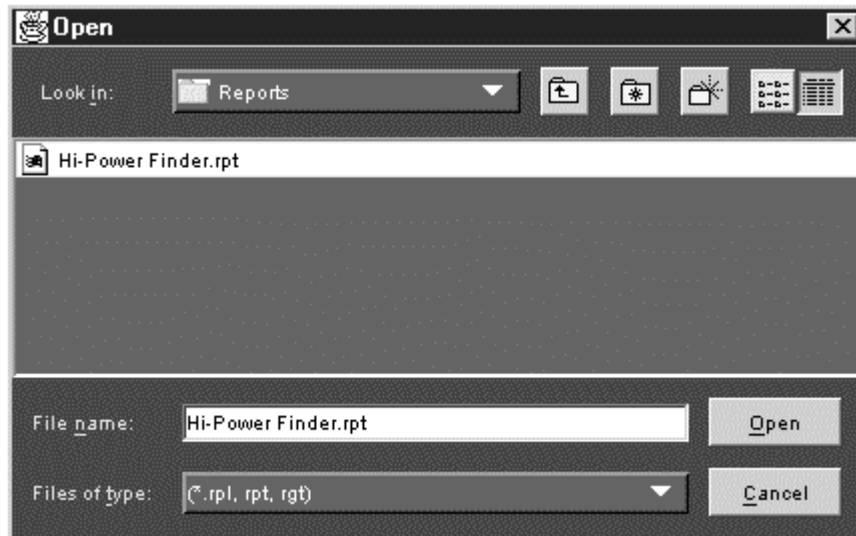 Open
Look in:
Reports
Hi-Power Finder.rpt
File name:
Hi-Power Finder.rpt
Open
Files of type:
(*.rpl, rpt, rgt)
Cancel